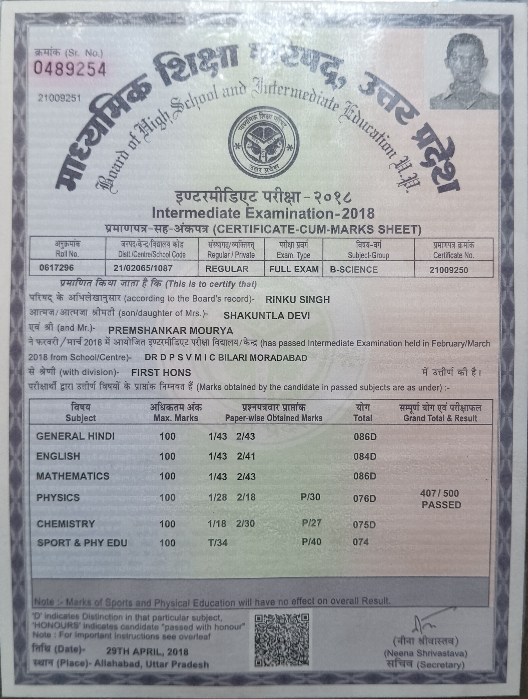 क्रमांक (Sr. No.)
0489254
21009251
माध्यमिक शिक्षा परिषद्, उत्तर प्रदेश
Board of High School and Intermediate Education U.P.
इण्टरमीडिएट परीक्षा - २०१८
Intermediate Examination-2018
प्रमाणपत्र-सह-अंकपत्र (CERTIFICATE-CUM-MARKS SHEET)
अनुक्रमांक जनपद/केन्द्र/विद्यालय कोड संस्थागत/व्यक्तिगत परीक्षा प्रकार विषय-वर्ग प्रमाणपत्र क्रमांक
Roll No. Distt./Centre/School Code Regular / Private Exam. Type Subject-Group Certificate No.
0617296 21/02065/1087 REGULAR FULL EXAM B-SCIENCE 21009250
प्रमाणित किया जाता है कि (This is to certify that)
परिषद् के अभिलेखानुसार (according to the Board's record)- RINKU SINGH
आत्मज/आत्मजा श्रीमती (son/daughter of Mrs.)- SHAKUNTLA DEVI
एवं श्री (and Mr.)- PREMSHANKAR MOURYA
ने फरवरी/मार्च 2018 में आयोजित इण्टरमीडिएट परीक्षा विद्यालय/केन्द्र (has passed Intermediate Examination held in February/March
2018 from School/Centre)- DR D P S V M I C BILARI MORADABAD
से श्रेणी (with division)- FIRST HONS में उत्तीर्ण की है।
परीक्षार्थी द्वारा उत्तीर्ण विषयों के प्राप्तांक निम्नवत हैं (Marks obtained by the candidate in passed subjects are as under) :-
विषय अधिकतम अंक प्रश्नपत्रवार प्राप्तांक योग सम्पूर्ण योग एवं परीक्षाफल
Subject Max. Marks Paper-wise Obtained Marks Total Grand Total & Result
GENERAL HINDI 100 1/43 2/43 086D
ENGLISH 100 1/43 2/41 084D
MATHEMATICS 100 1/43 2/43 086D
PHYSICS 100 1/28 2/18 P/30 076D 407/500
PASSED
CHEMISTRY 100 1/18 2/30 P/27 075D
SPORT & PHY EDU 100 T/34 P/40 074
Note :- Marks of Sports and Physical Education will have no effect on overall Result.
'D' indicates Distinction in that particular subject,
'HONOURS' indicates candidate "passed with honour"
Note : For important Instructions see overleaf
तिथि (Date)- 29TH APRIL, 2018
स्थान (Place)- Allahabad, Uttar Pradesh
(नीना श्रीवास्तव)
(Neena Shrivastava)
सचिव (Secretary)